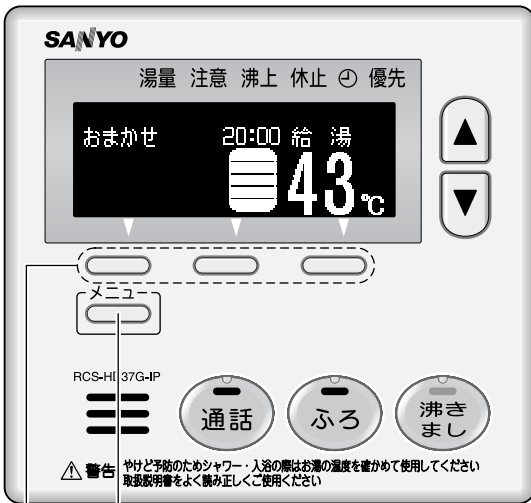 SANYO
湯量 注意 沸上 休止 優先
おまかせ 20:00 給 湯
43℃
メニュー
RCS-HD37G-IP
通話 ふろ 沸き
まし
警告 やけど予防のためシャワー・入浴の際はお湯の温度を確かめて使用してください
取扱説明書をよく読み正しくご使用ください